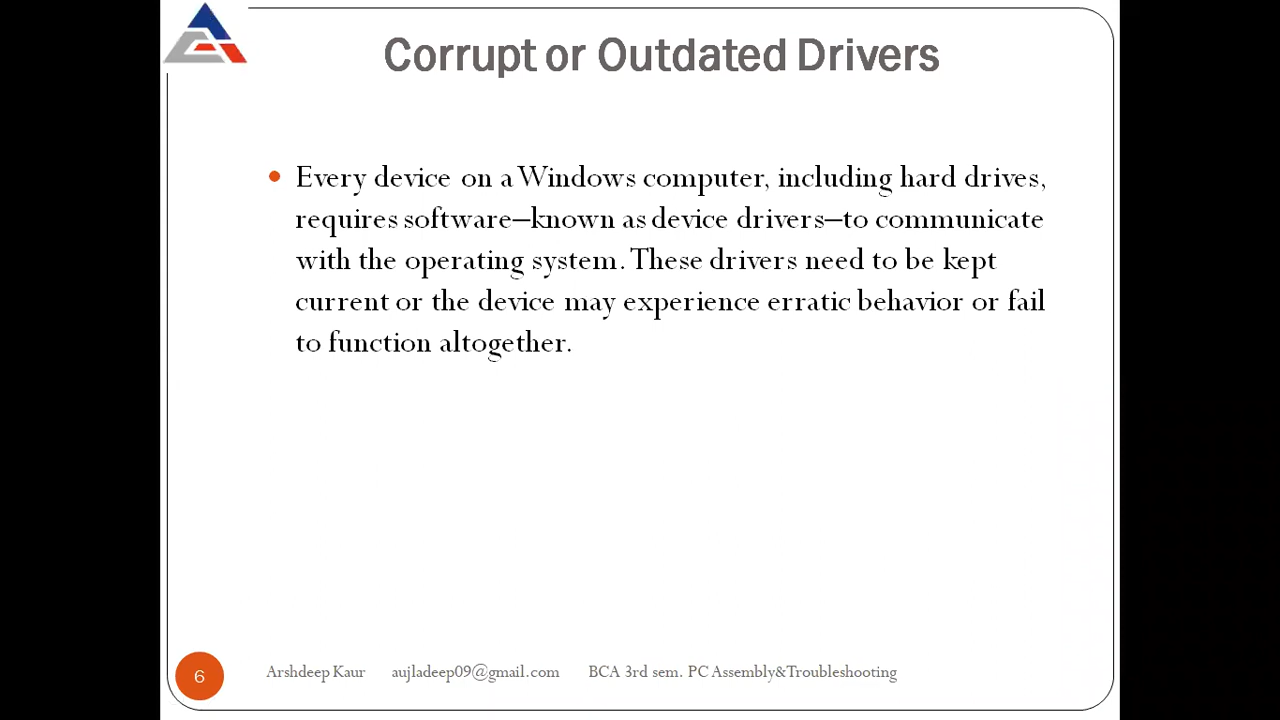 Corrupt or Outdated Drivers
• Every device on a Windows computer, including hard drives,
requires software–known as device drivers–to communicate
with the operating system. These drivers need to be kept
current or the device may experience erratic behavior or fail
to function altogether.
6 Arshdeep Kaur aujladeep09@gmail.com BCA 3rd sem. PC Assembly&Troubleshooting